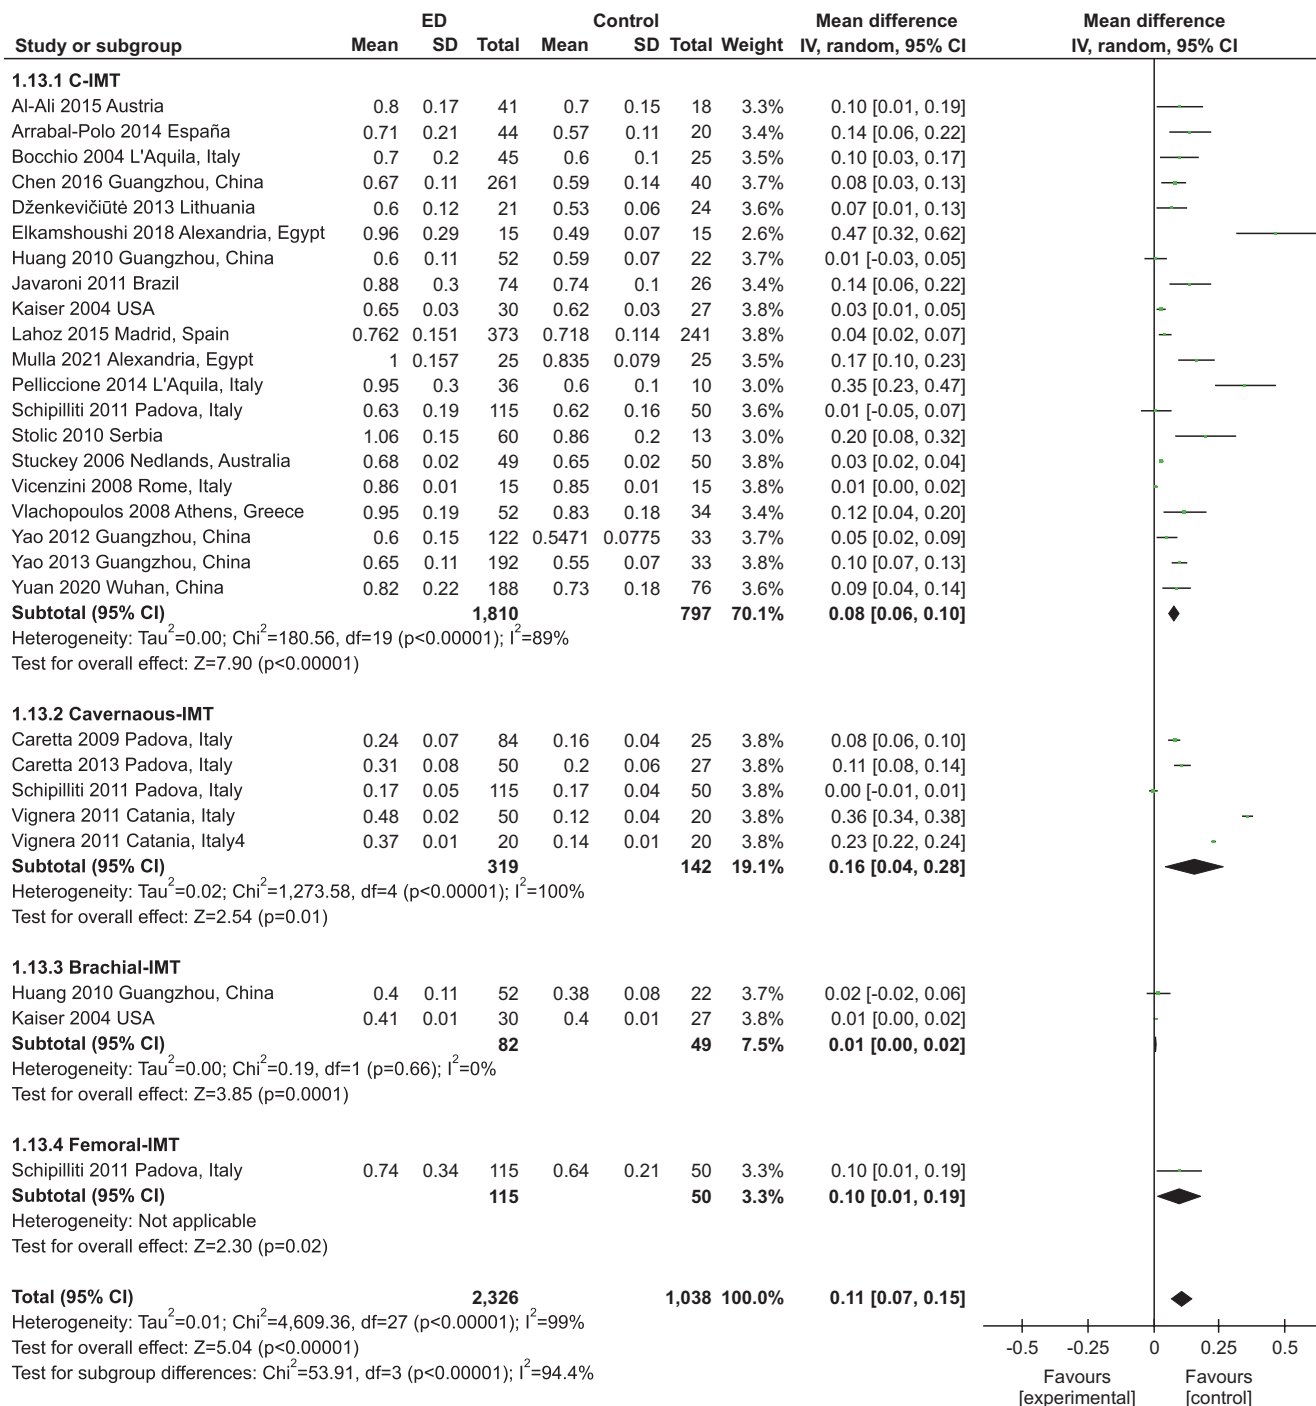 ED Control Mean difference Mean difference
Study or subgroup Mean SD Total Mean SD Total Weight IV, random, 95% CI IV, random, 95% CI
1.13.1 C-IMT
Al-Ali 2015 Austria 0.8 0.17 41 0.7 0.15 18 3.3% 0.10 [0.01, 0.19]
Arrabal-Polo 2014 España 0.71 0.21 44 0.57 0.11 20 3.4% 0.14 [0.06, 0.22]
Bocchio 2004 L'Aquila, Italy 0.7 0.2 45 0.6 0.1 25 3.5% 0.10 [0.03, 0.17]
Chen 2016 Guangzhou, China 0.67 0.11 261 0.59 0.14 40 3.7% 0.08 [0.03, 0.13]
Dženkevičiūtė 2013 Lithuania 0.6 0.12 21 0.53 0.06 24 3.6% 0.07 [0.01, 0.13]
Elkamshoushi 2018 Alexandria, Egypt 0.96 0.29 15 0.49 0.07 15 2.6% 0.47 [0.32, 0.62]
Huang 2010 Guangzhou, China 0.6 0.11 52 0.59 0.07 22 3.7% 0.01 [-0.03, 0.05]
Javaroni 2011 Brazil 0.88 0.3 74 0.74 0.1 26 3.4% 0.14 [0.06, 0.22]
Kaiser 2004 USA 0.65 0.03 30 0.62 0.03 27 3.8% 0.03 [0.01, 0.05]
Lahoz 2015 Madrid, Spain 0.762 0.151 373 0.718 0.114 241 3.8% 0.04 [0.02, 0.07]
Mulla 2021 Alexandria, Egypt 1 0.157 25 0.835 0.079 25 3.5% 0.17 [0.10, 0.23]
Pelliccione 2014 L'Aquila, Italy 0.95 0.3 36 0.6 0.1 10 3.0% 0.35 [0.23, 0.47]
Schipilliti 2011 Padova, Italy 0.63 0.19 115 0.62 0.16 50 3.6% 0.01 [-0.05, 0.07]
Stolic 2010 Serbia 1.06 0.15 60 0.86 0.2 13 3.0% 0.20 [0.08, 0.32]
Stuckey 2006 Nedlands, Australia 0.68 0.02 49 0.65 0.02 50 3.8% 0.03 [0.02, 0.04]
Vicenzini 2008 Rome, Italy 0.86 0.01 15 0.85 0.01 15 3.8% 0.01 [0.00, 0.02]
Vlachopoulos 2008 Athens, Greece 0.95 0.19 52 0.83 0.18 34 3.4% 0.12 [0.04, 0.20]
Yao 2012 Guangzhou, China 0.6 0.15 122 0.5471 0.0775 33 3.7% 0.05 [0.02, 0.09]
Yao 2013 Guangzhou, China 0.65 0.11 192 0.55 0.07 33 3.7% 0.10 [0.07, 0.13]
Yuan 2020 Wuhan, China 0.82 0.22 188 0.73 0.18 76 3.6% 0.09 [0.04, 0.14]
Subtotal (95% CI) 1,810 797 70.1% 0.08 [0.06, 0.10]
Heterogeneity: Tau²=0.00; Chi²=180.56, df=19 (p<0.00001); I²=89%
Test for overall effect: Z=7.90 (p<0.00001)
1.13.2 Cavernaous-IMT
Caretta 2009 Padova, Italy 0.24 0.07 84 0.16 0.04 25 3.8% 0.08 [0.06, 0.10]
Caretta 2013 Padova, Italy 0.31 0.08 50 0.2 0.06 27 3.8% 0.11 [0.08, 0.14]
Schipilliti 2011 Padova, Italy 0.17 0.05 115 0.17 0.04 50 3.8% 0.00 [-0.01, 0.01]
Vignera 2011 Catania, Italy 0.48 0.02 50 0.12 0.04 20 3.8% 0.36 [0.34, 0.38]
Vignera 2011 Catania, Italy4 0.37 0.01 20 0.14 0.01 20 3.8% 0.23 [0.22, 0.24]
Subtotal (95% CI) 319 142 19.1% 0.16 [0.04, 0.28]
Heterogeneity: Tau²=0.02; Chi²=1,273.58, df=4 (p<0.00001); I²=100%
Test for overall effect: Z=2.54 (p=0.01)
1.13.3 Brachial-IMT
Huang 2010 Guangzhou, China 0.4 0.11 52 0.38 0.08 22 3.7% 0.02 [-0.02, 0.06]
Kaiser 2004 USA 0.41 0.01 30 0.4 0.01 27 3.8% 0.01 [0.00, 0.02]
Subtotal (95% CI) 82 49 7.5% 0.01 [0.00, 0.02]
Heterogeneity: Tau²=0.00; Chi²=0.19, df=1 (p=0.66); I²=0%
Test for overall effect: Z=3.85 (p=0.0001)
1.13.4 Femoral-IMT
Schipilliti 2011 Padova, Italy 0.74 0.34 115 0.64 0.21 50 3.3% 0.10 [0.01, 0.19]
Subtotal (95% CI) 115 50 3.3% 0.10 [0.01, 0.19]
Heterogeneity: Not applicable
Test for overall effect: Z=2.30 (p=0.02)
Total (95% CI) 2,326 1,038 100.0% 0.11 [0.07, 0.15]
Heterogeneity: Tau²=0.01; Chi²=4,609.36, df=27 (p<0.00001); I²=99%
Test for overall effect: Z=5.04 (p<0.00001)
Test for subgroup differences: Chi²=53.91, df=3 (p<0.00001); I²=94.4%
-0.5 -0.25 0 0.25 0.5
Favours Favours
[experimental] [control]